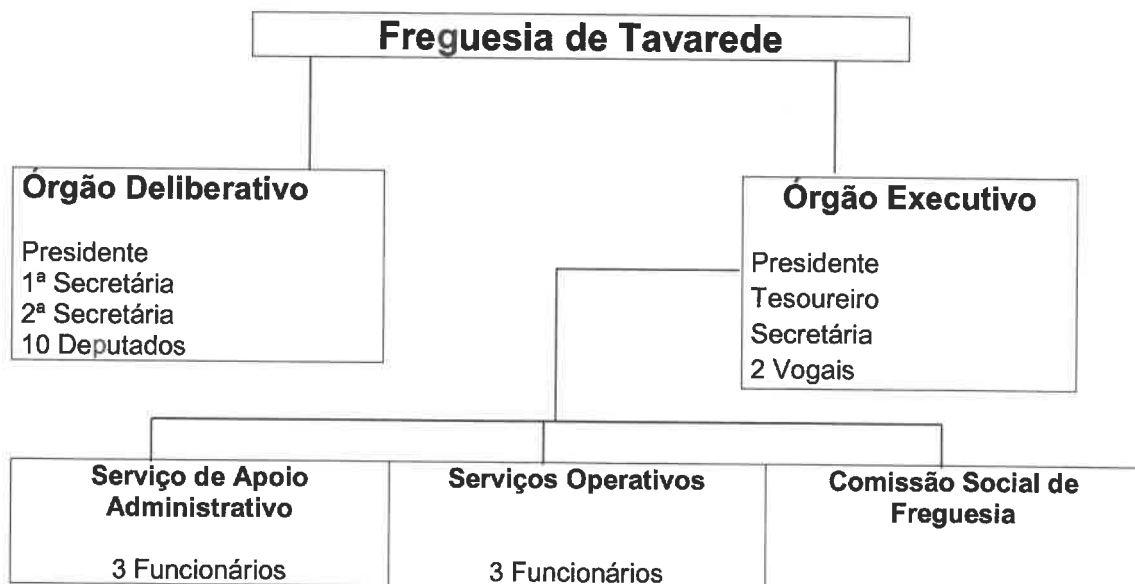 Freguesia de Tavarede
Órgão Deliberativo
Presidente
1ª Secretária
2ª Secretária
10 Deputados
Órgão Executivo
Presidente
Tesoureiro
Secretária
2 Vogais
Serviço de Apoio
Administrativo
3 Funcionários
Serviços Operativos
3 Funcionários
Comissão Social de
Freguesia